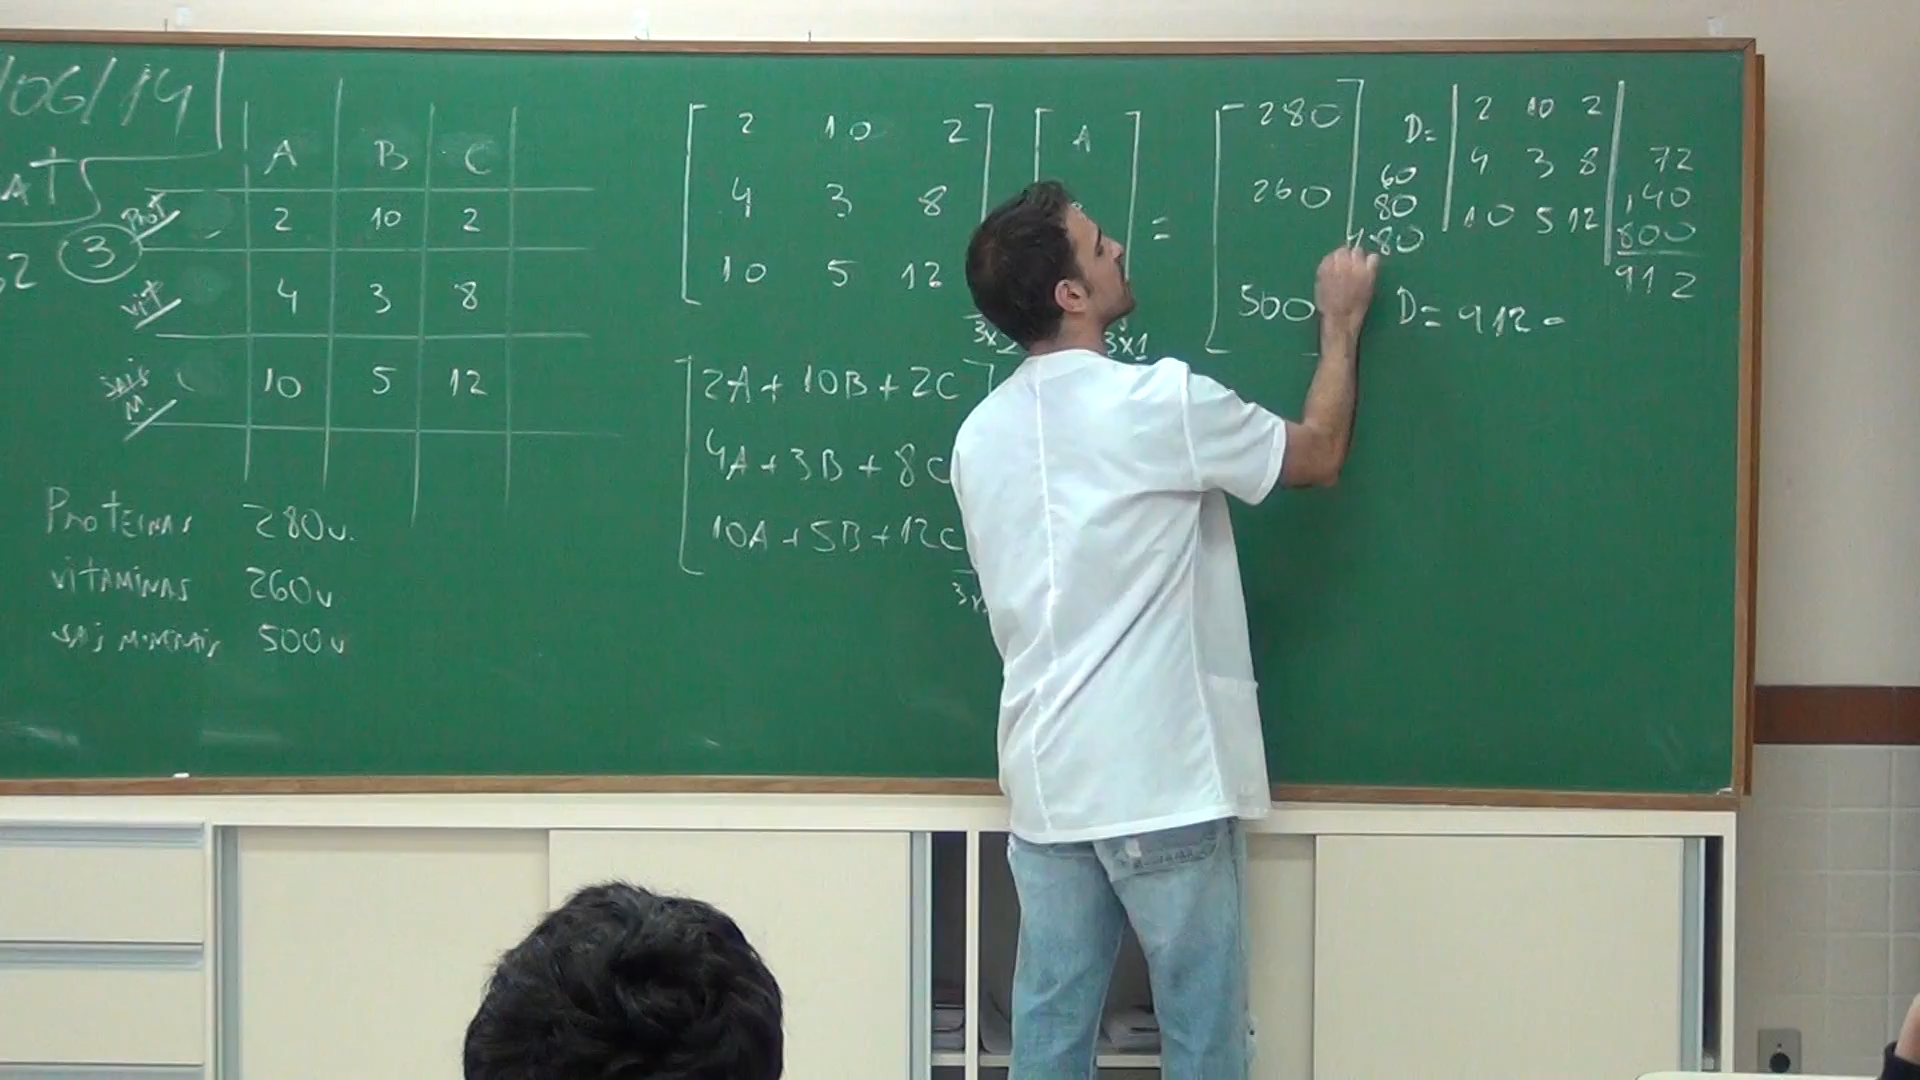 /06/14
AT
52
3
A B C
Prot 2 10 2
Vit 4 3 8
SAIS M. 10 5 12
Proteinas 280u.
vitaminas 260u
sais minerais 500u
2 10 2
4 3 8
10 5 12
A
=
280
260
500
3x1
2A + 10B + 2C
4A + 3B + 8C
10A + 5B + 12C
D=
2 10 2
4 3 8
10 5 12
60
80
480
72
140
800
912
D= 912 -